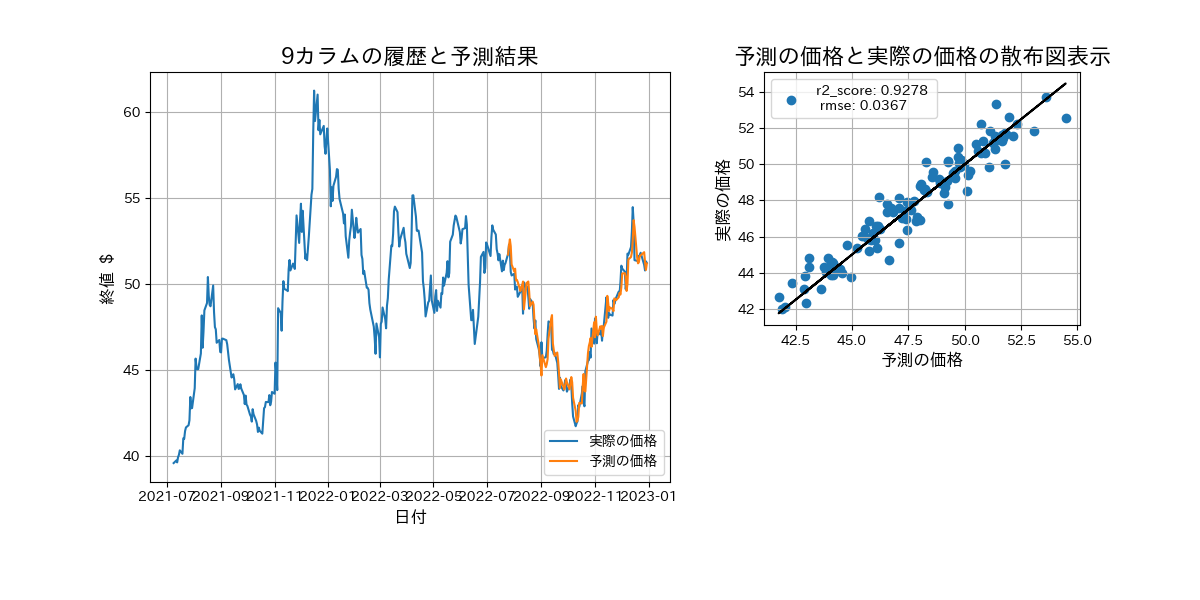 9カラムの履歴と予測結果
60
55
50
45
40
終値 $
2021-07 2021-09 2021-11 2022-01 2022-03 2022-05 2022-07 2022-09 2022-11 2023-01
日付
実際の価格
予測の価格
予測の価格と実際の価格の散布図表示
r2_score: 0.9278
rmse: 0.0367
54
52
50
48
46
44
42
実際の価格
42.5 45.0 47.5 50.0 52.5 55.0
予測の価格